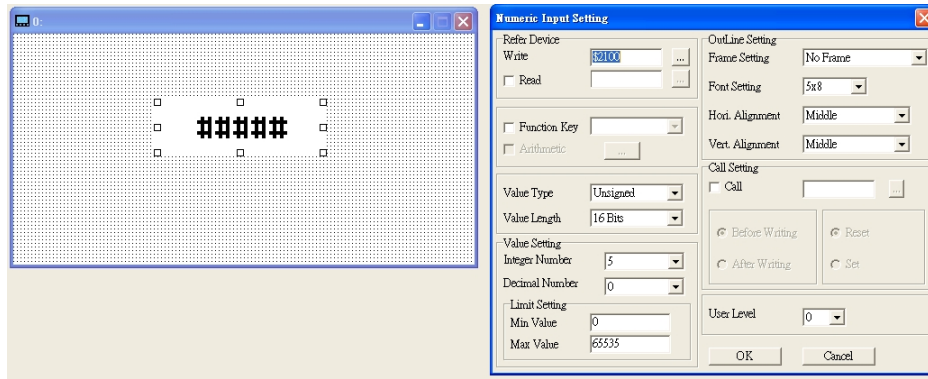 0:
#####
Numeric Input Setting
Refer Device
Write $2100 ...
Read ...
Function Key
Arithmetic ...
Value Type Unsigned
Value Length 16 Bits
Value Setting
Integer Number 5
Decimal Number 0
Limit Setting
Min Value 0
Max Value 65535
OutLine Setting
Frame Setting No Frame
Font Setting 5x8
Hori. Alignment Middle
Vert. Alignment Middle
Call Setting
Call ...
Before Writing Reset
After Writing Set
User Level 0
OK Cancel